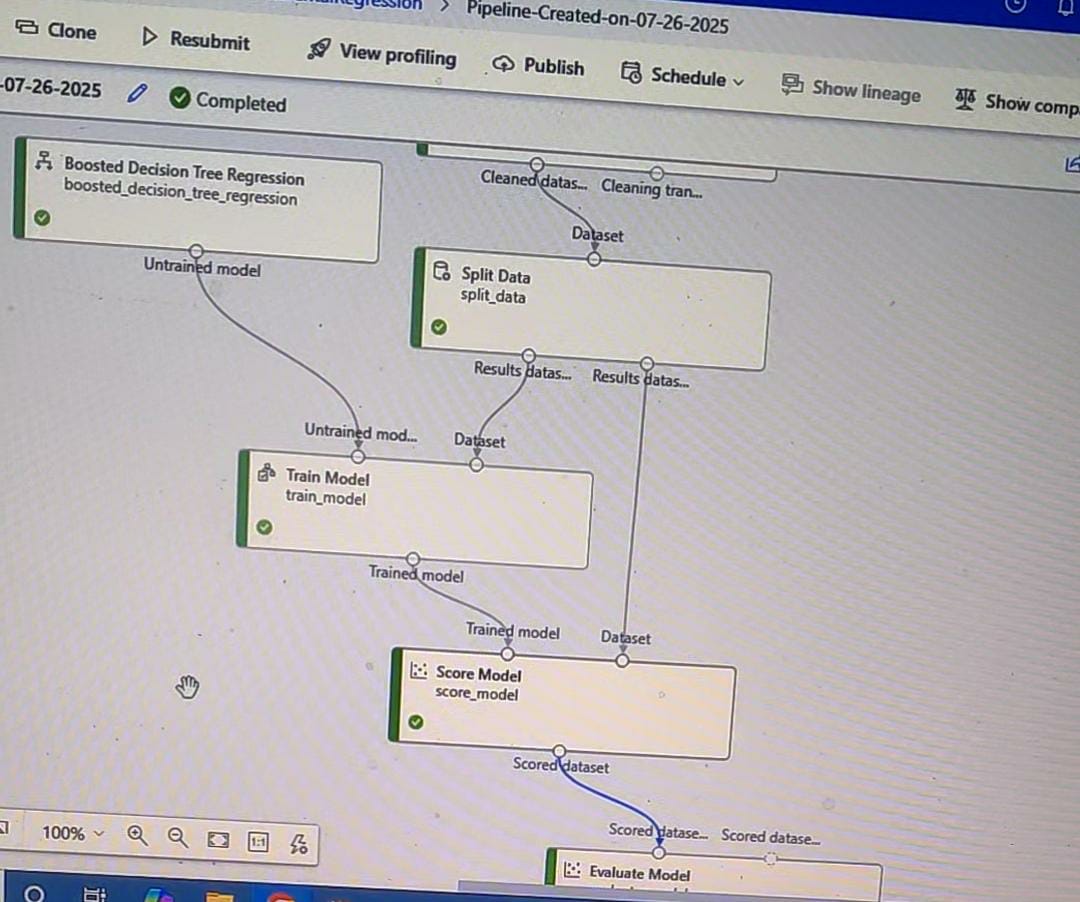 Pipeline-Created-on-07-26-2025
Clone
Resubmit
View profiling
Publish
Schedule
Show lineage
Show comp
-07-26-2025
Completed
Boosted Decision Tree Regression
boosted_decision_tree_regression
Untrained model
Cleaned datas...
Cleaning tran...
Dataset
Split Data
split_data
Results datas...
Results datas...
Untrained mod...
Dataset
Train Model
train_model
Trained model
Trained model
Dataset
Score Model
score_model
Scored dataset
Scored datase...
Scored datase...
Evaluate Model
100%
1:1